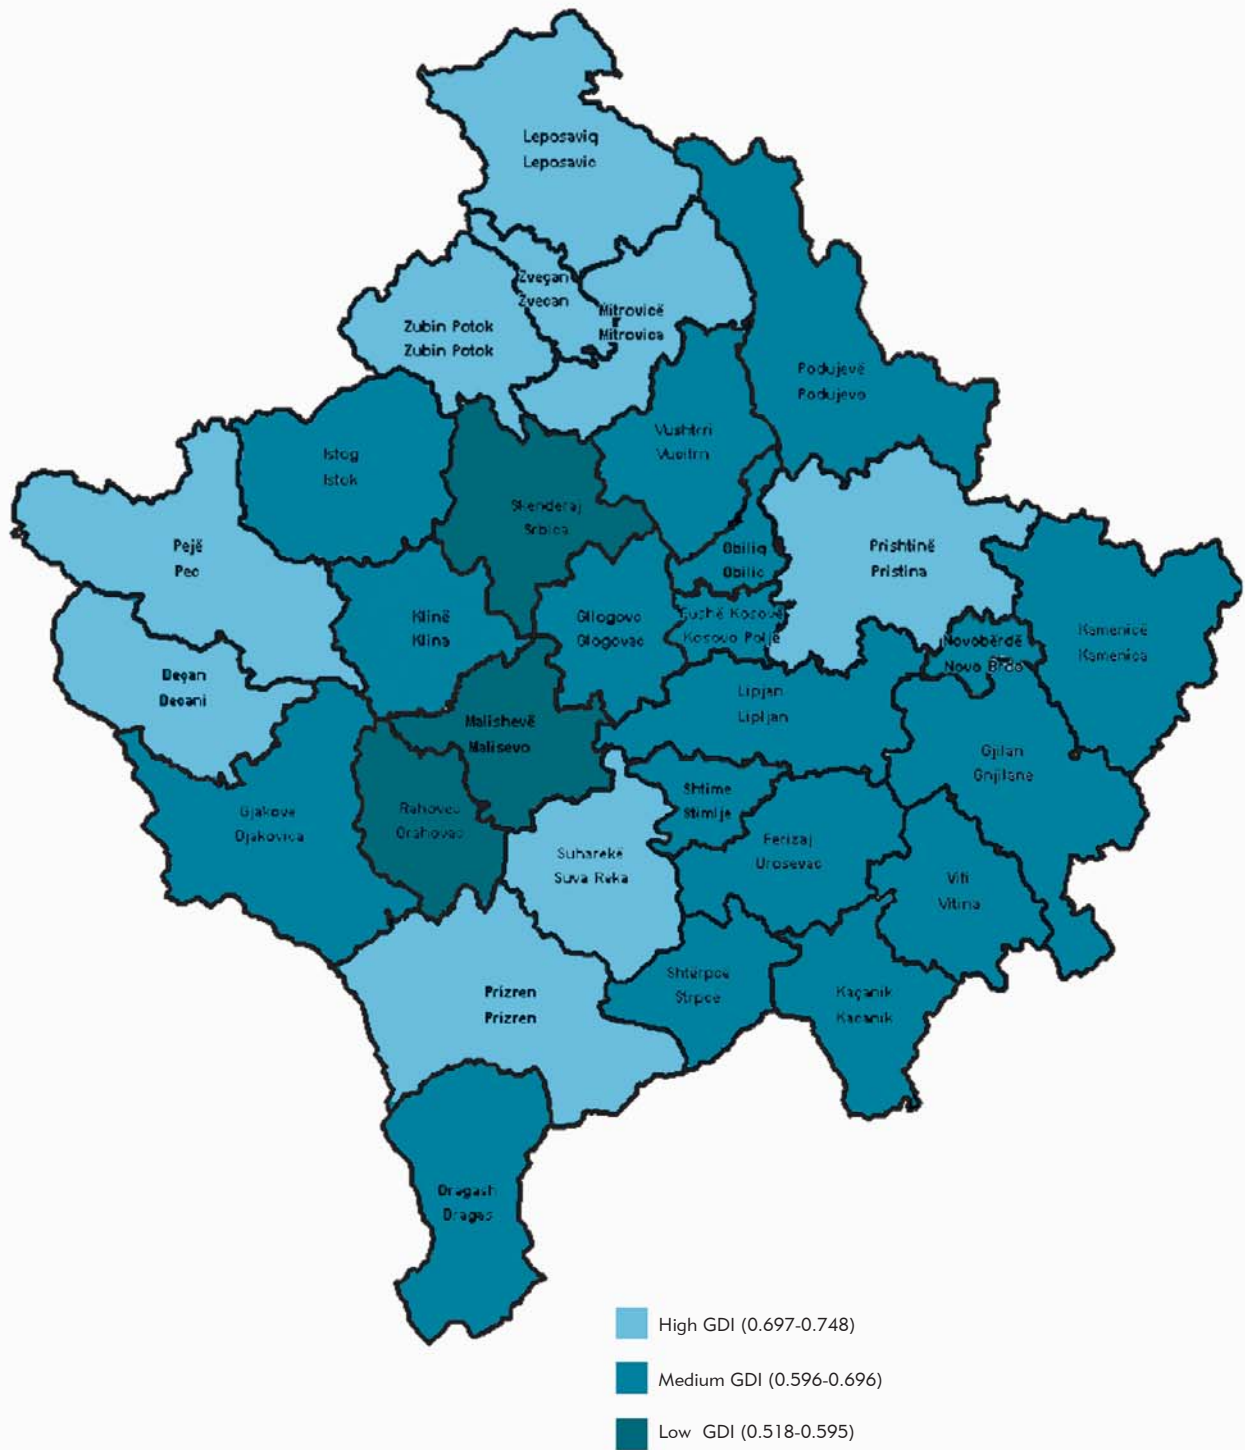 Leposaviq
Leposavic
Zveçan
Zvecan
Mitrovicë
Mitrovica
Zubin Potok
Zubin Potok
Podujevë
Podujevo
Vushtrri
Vucitrn
Istog
Istok
Skenderaj
Srbica
Pejë
Pec
Obiliq
Obilic
Prishtinë
Pristina
Klinë
Klina
Gllogovc
Glogovac
Fushë Kosovë
Kosovo Polje
Novobërdë
Novo Brdo
Kamenicë
Kamenica
Deçan
Decani
Lipjan
Lipljan
Malishevë
Malisevo
Gjilan
Gnjilane
Shtime
Stimlje
Gjakovë
Djakovica
Rahovec
Orahovac
Ferizaj
Urosevac
Suharekë
Suva Reka
Viti
Vitina
Shtërpcë
Strpce
Kaçanik
Kacanik
Prizren
Prizren
Dragash
Dragas
High GDI (0.697-0.748)
Medium GDI (0.596-0.696)
Low GDI (0.518-0.595)